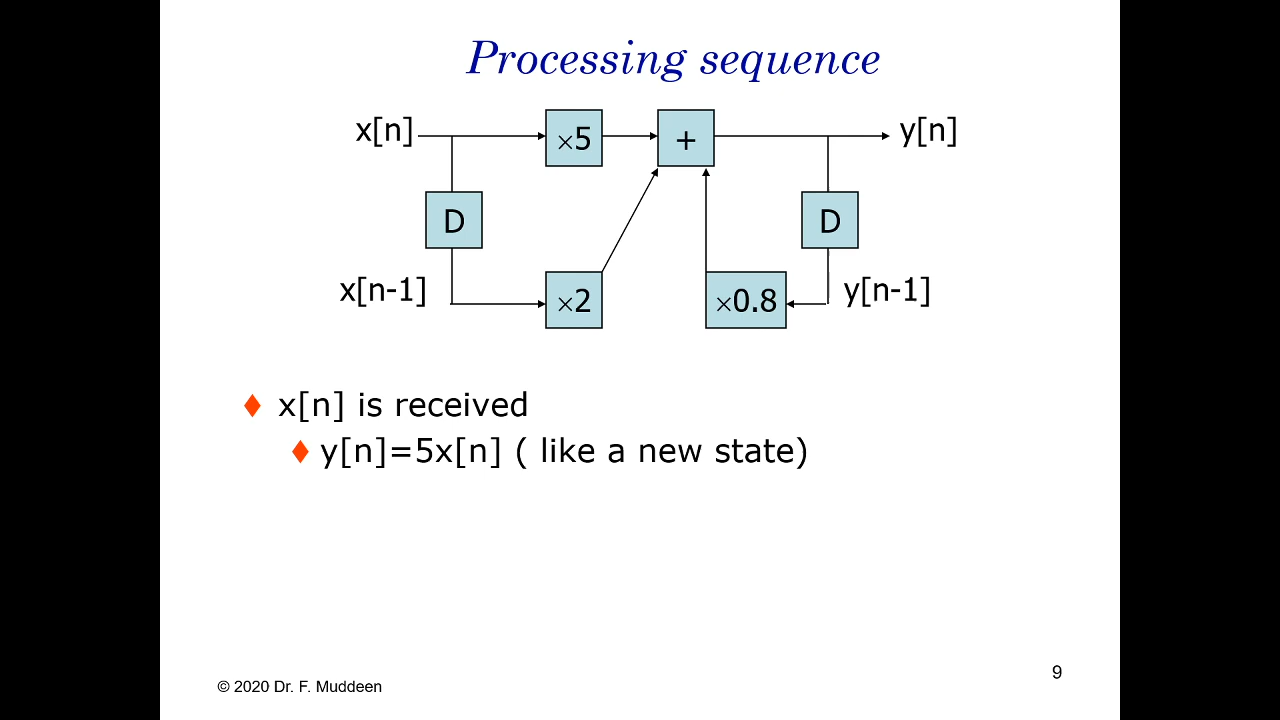 Processing sequence
x[n]
×5
+
y[n]
D
D
x[n-1]
×2
×0.8
y[n-1]
x[n] is received
y[n]=5x[n] ( like a new state)
© 2020 Dr. F. Muddeen
9